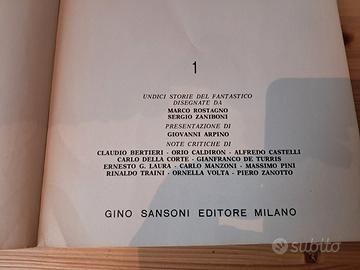 1
UNDICI STORIE DEL FANTASTICO
DISEGNATE DA
MARCO ROSTAGNO
SERGIO ZANIBONI
PRESENTAZIONE DI
GIOVANNI ARPINO
NOTE CRITICHE DI
CLAUDIO BERTIERI - ORIO CALDIRON - ALFREDO CASTELLI
CARLO DELLA CORTE - GIANFRANCO DE TURRIS
ERNESTO G. LAURA - CARLO MANZONI - MASSIMO PINI
RINALDO TRAINI - ORNELLA VOLTA - PIERO ZANOTTO
GINO SANSONI EDITORE MILANO
subito